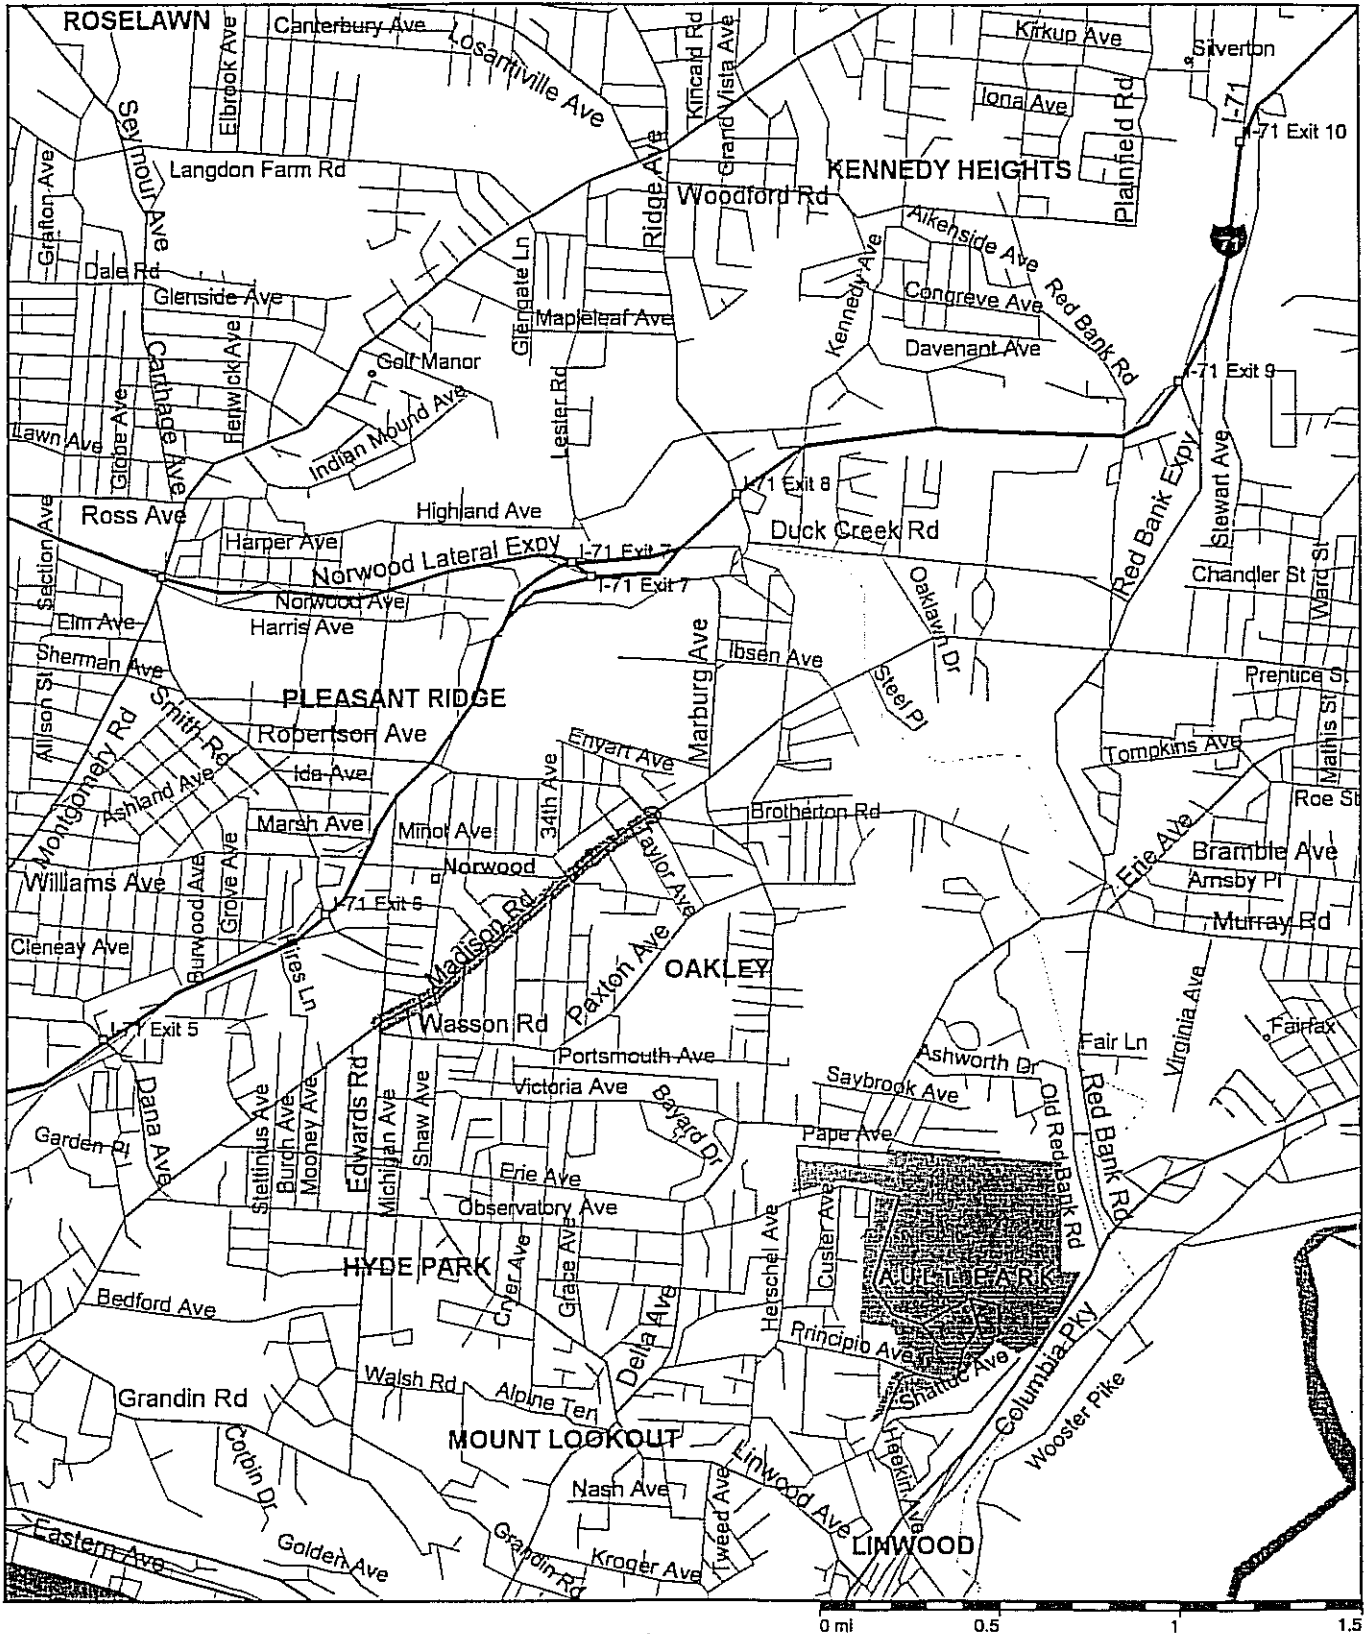 ROSELAWN
Canterbury Ave
Losantiville Ave
Elbrook Ave
Kincaid Rd
Grand Vista Ave
Kirkup Ave
Silverton
Iona Ave
Plainfield Rd
I-71
I-71 Exit 10
Seymour Ave
Langdon Farm Rd
Ridge Ave
KENNEDY HEIGHTS
Woodford Rd
Grafton Ave
Aikenside Ave
71
Dale Rd
Glenside Ave
Glengate Ln
Kennedy Ave
Congreve Ave
Red Bank Rd
Mapleleaf Ave
Fenwick Ave
Carthage Ave
Golf Manor
Davenant Ave
I-71 Exit 9
Globe Ave
Indian Mound Ave
Lester Rd
Lawn Ave
Red Bank Expy
Stewart Ave
I-71 Exit 8
Ross Ave
Highland Ave
Duck Creek Rd
Section Ave
Harper Ave
Norwood Lateral Expy
I-71 Exit 7
I-71 Exit 7
Oaklawn Dr
Chandler St
Ward St
Norwood Ave
Elm Ave
Harris Ave
Sherman Ave
Marburg Ave
Ibsen Ave
Steel Pl
Prentice St
Allison St
PLEASANT RIDGE
Smith Rd
Robertson Ave
Montgomery Rd
Enyart Ave
Tompkins Ave
Mathis St
Ida Ave
Ashland Ave
34th Ave
Roe St
Marsh Ave
Minot Ave
Brotherton Rd
Taylor Ave
Erie Ave
Bramble Ave
Norwood
Williams Ave
Burwood Ave
Grove Ave
Arnsby Pl
I-71 Exit 6
Murray Rd
Cleneay Ave
Madison Rd
Paxton Ave
OAKLEY
ires Ln
Virginia Ave
I-71 Exit 5
Wasson Rd
Fairfax
Fair Ln
Portsmouth Ave
Ashworth Dr
Dana Ave
Edwards Rd
Victoria Ave
Saybrook Ave
Stettinius Ave
Burch Ave
Mooney Ave
Michigan Ave
Shaw Ave
Bayard Dr
Old Red Bank Rd
Red Bank Rd
Garden Pl
Pape Ave
Erie Ave
Observatory Ave
Herschel Ave
Custer Ave
HYDE PARK
Cryer Ave
Grace Ave
AULT PARK
Bedford Ave
Della Ave
Principio Ave
Columbia Pky
Shattuc Ave
Walsh Rd
Alpine Terr
Wooster Pike
Grandin Rd
Corbin Dr
MOUNT LOOKOUT
Linwood Ave
Heekin Ave
Nash Ave
Tweed Ave
Eastern Ave
Golden Ave
Grandin Rd
Kroger Ave
LINWOOD
0 mi 0.5 1 1.5